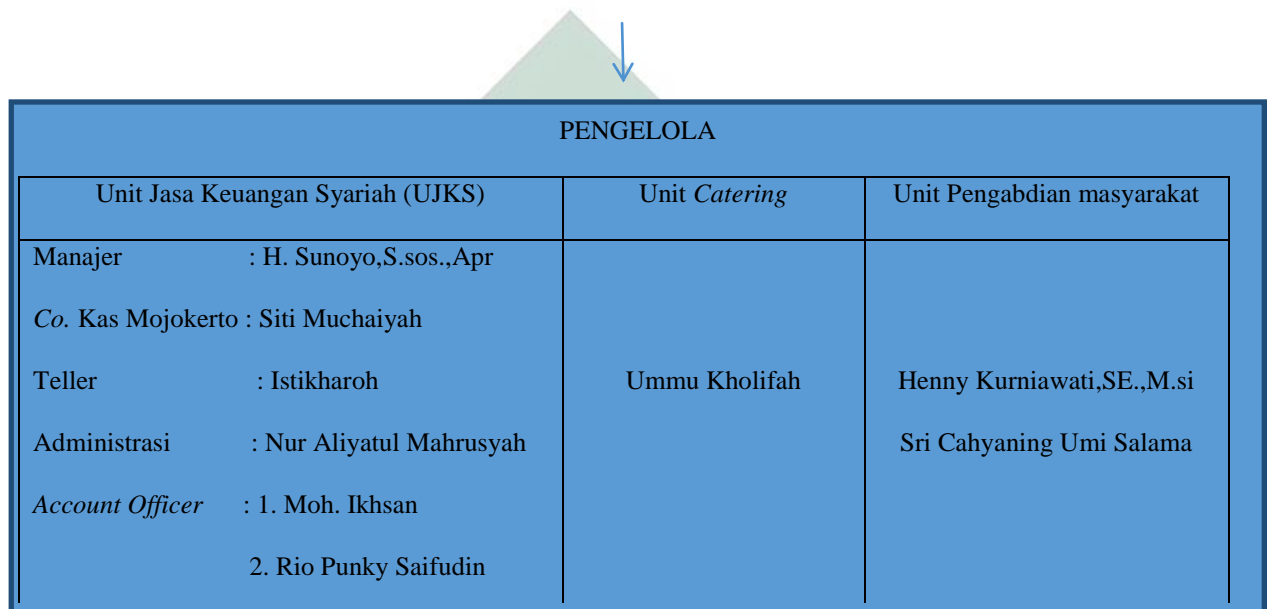 PENGELOLA
Unit Jasa Keuangan Syariah (UJKS)
Unit Catering
Unit Pengabdian masyarakat
Manajer : H. Sunoyo,S.sos.,Apr
Co. Kas Mojokerto : Siti Muchaiyah
Teller : Istikharoh
Administrasi : Nur Aliyatul Mahrusyah
Account Officer : 1. Moh. Ikhsan
2. Rio Punky Saifudin
Ummu Kholifah
Henny Kurniawati,SE.,M.si
Sri Cahyaning Umi Salama